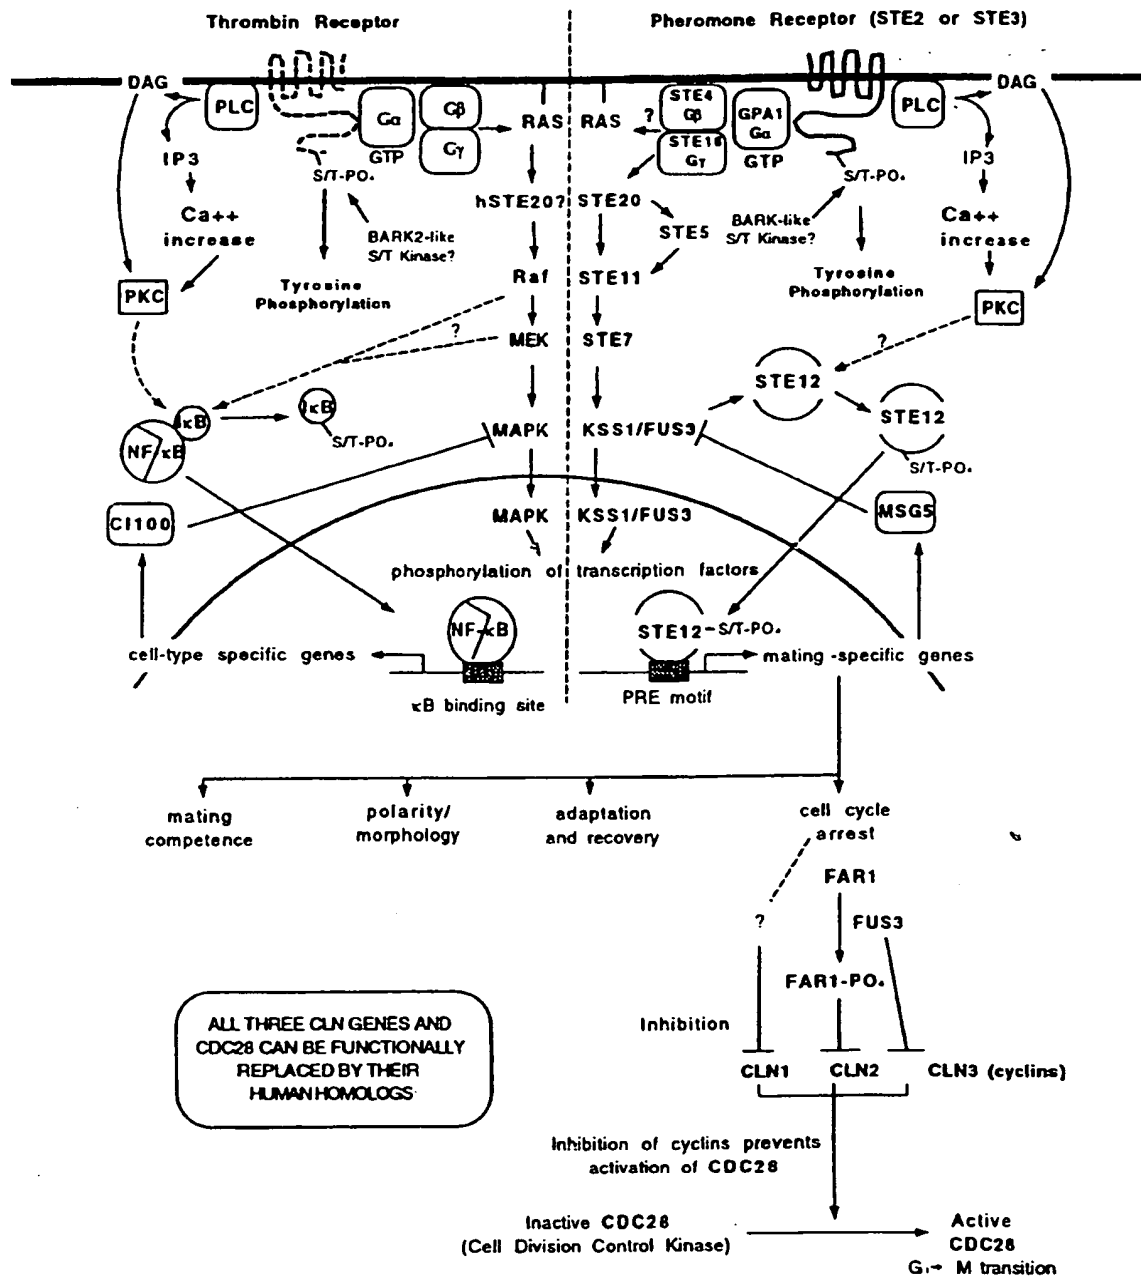 Thrombin Receptor
Pheromone Receptor (STE2 or STE3)
DAG
PLC
Gα
GTP
Gβ
Gγ
RAS
RAS
?
STE4
Gβ
STE18
Gγ
GPA1
Gα
GTP
PLC
DAG
IP3
S/T-PO₄
S/T-PO₄
IP3
Ca++
increase
hSTE20?
STE20
STE5
BARK2-like
S/T Kinase?
BARK-like
S/T Kinase?
Ca++
increase
PKC
Tyrosine
Phosphorylation
Raf
STE11
Tyrosine
Phosphorylation
PKC
?
MEK
STE7
?
STE12
IκB
IκB
S/T-PO₄
NF-κB
MAPK
KSS1/FUS3
STE12
S/T-PO₄
CI100
MAPK
KSS1/FUS3
MSG5
phosphorylation of transcription factors
NF-κB
STE12-S/T-PO₄
cell-type specific genes
mating-specific genes
κB binding site
PRE motif
mating
competence
polarity/
morphology
adaptation
and recovery
cell cycle
arrest
FAR1
?
FUS3
FAR1-PO₄
Inhibition
CLN1
CLN2
CLN3 (cyclins)
ALL THREE CLN GENES AND
CDC28 CAN BE FUNCTIONALLY
REPLACED BY THEIR
HUMAN HOMOLOGS
Inhibition of cyclins prevents
activation of CDC28
Inactive CDC28
(Cell Division Control Kinase)
Active
CDC28
G₁→ M transition